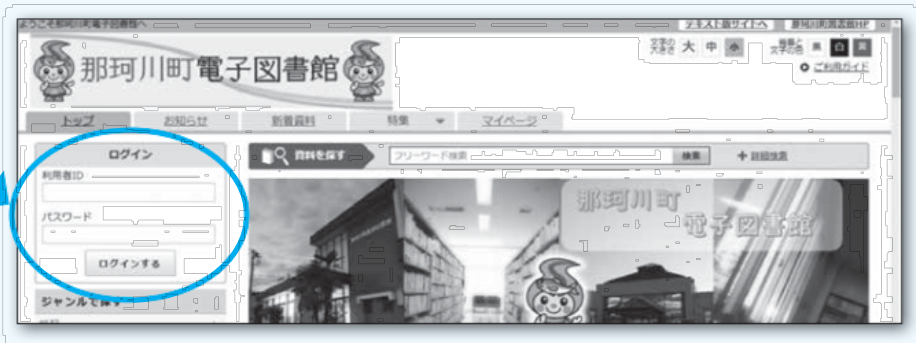 ようこそ那珂川町電子図書館へ
テキスト版サイトへ 那珂川町図書館HP
那珂川町電子図書館
文字の大きさ 大 中 小 背景と文字の色 黒 白 黄
ご利用ガイド
トップ お知らせ 新着資料 特集 マイページ
ログイン
利用者ID
パスワード
ログインする
ジャンルで探す
資料を探す フリーワード検索 検索 + 詳細検索
那珂川町
電子図書館